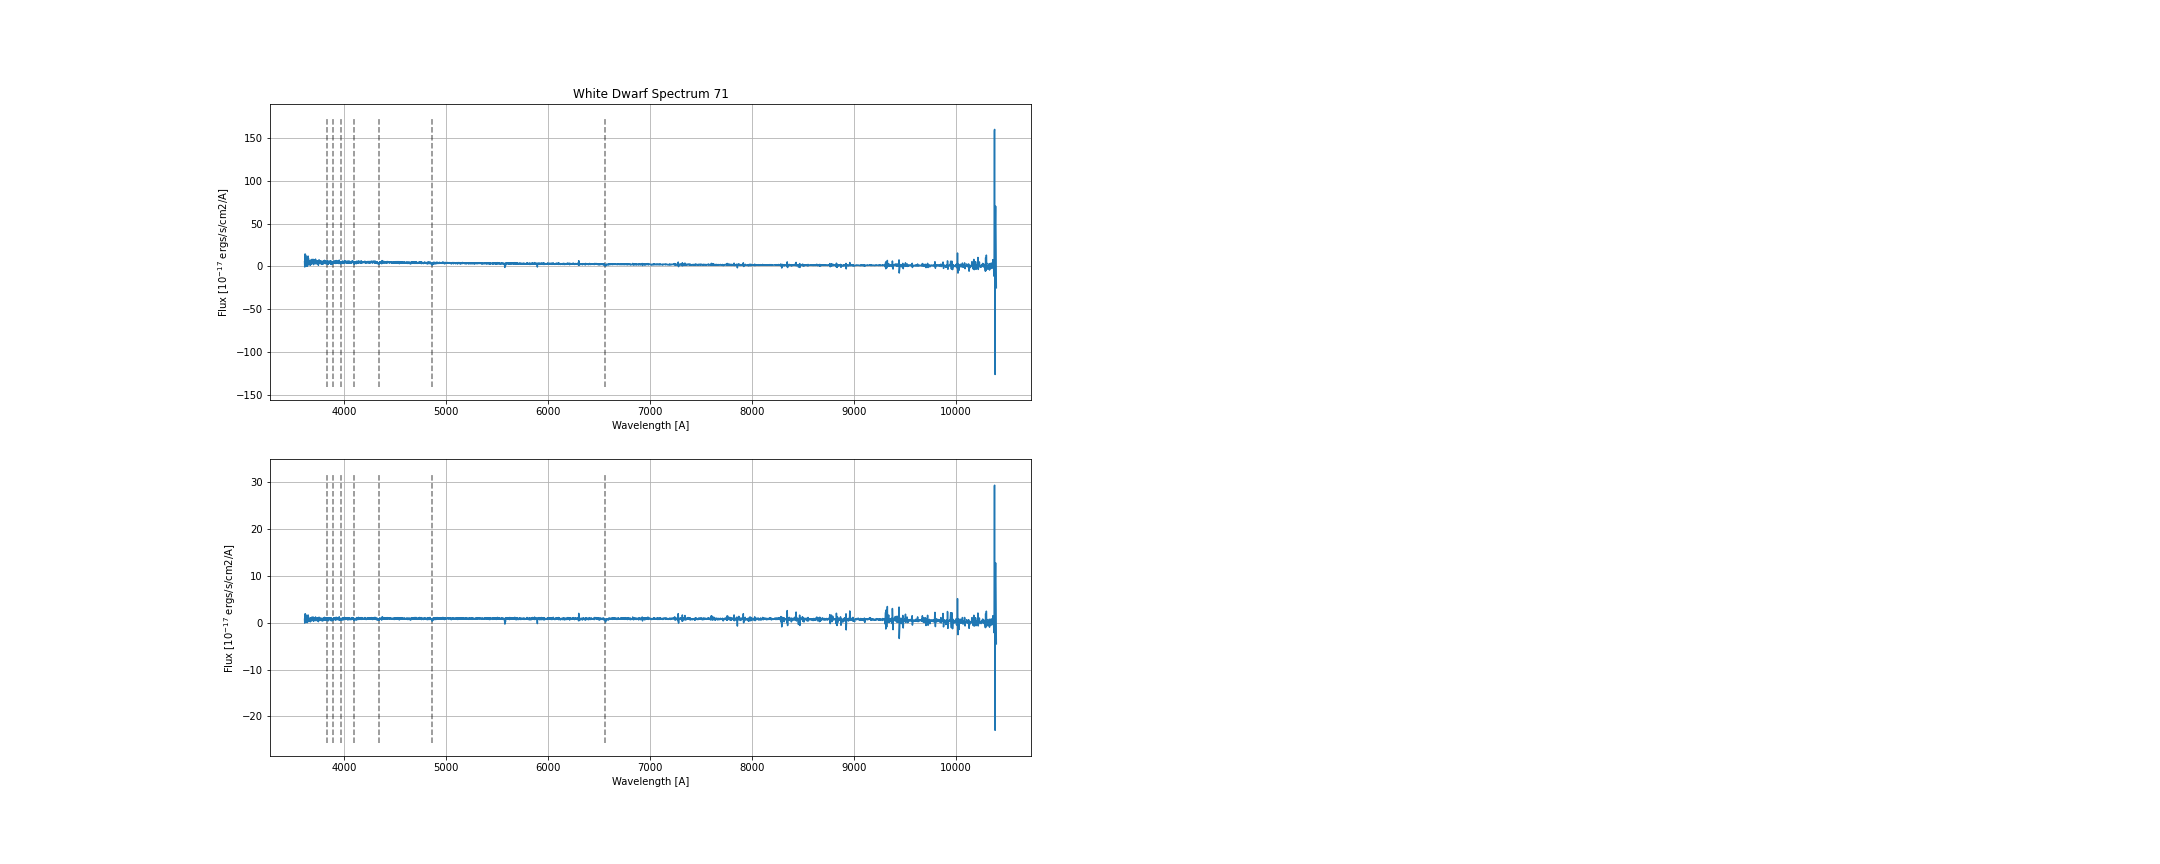 White Dwarf Spectrum 71
150
100
50
0
−50
−100
−150
Flux [10⁻¹⁷ ergs/s/cm2/A]
4000 5000 6000 7000 8000 9000 10000
Wavelength [A]
30
20
10
0
−10
−20
Flux [10⁻¹⁷ ergs/s/cm2/A]
4000 5000 6000 7000 8000 9000 10000
Wavelength [A]